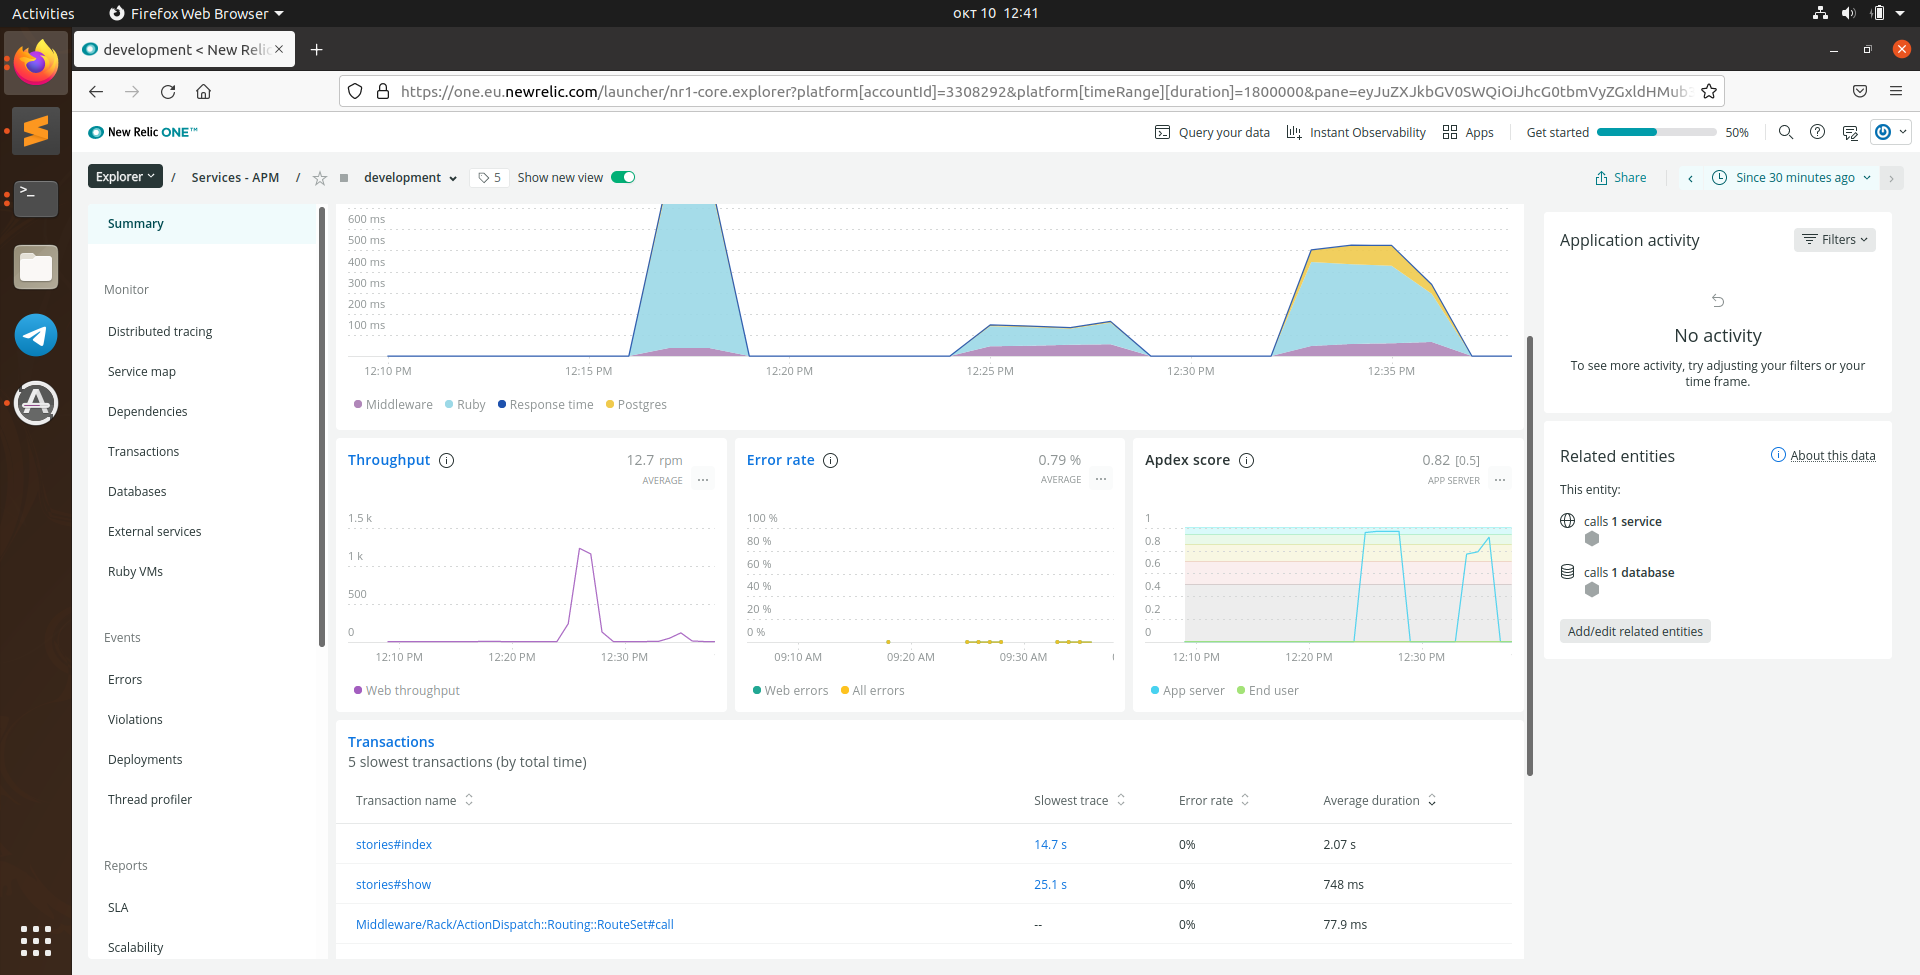 Activities
Firefox Web Browser
окт 10 12:41
development < New Relic
https://one.eu.newrelic.com/launcher/nr1-core.explorer?platform[accountId]=3308292&platform[timeRange][duration]=1800000&pane=eyJuZXJkbGV0SWQiOiJhcG0tbmVyZGxldHMub
New Relic ONE™
Query your data
Instant Observability
Apps
Get started
50%
Explorer / Services - APM / development
5
Show new view
Share
Since 30 minutes ago
Summary
Monitor
Distributed tracing
Service map
Dependencies
Transactions
Databases
External services
Ruby VMs
Events
Errors
Violations
Deployments
Thread profiler
Reports
SLA
Scalability
600 ms
500 ms
400 ms
300 ms
200 ms
100 ms
12:10 PM 12:15 PM 12:20 PM 12:25 PM 12:30 PM 12:35 PM
Middleware Ruby Response time Postgres
Throughput
12.7 rpm
AVERAGE
1.5 k
1 k
500
0
12:10 PM 12:20 PM 12:30 PM
Web throughput
Error rate
0.79 %
AVERAGE
100 %
80 %
60 %
40 %
20 %
0 %
09:10 AM 09:20 AM 09:30 AM
Web errors All errors
Apdex score
0.82 [0.5]
APP SERVER
1
0.8
0.6
0.4
0.2
0
12:10 PM 12:20 PM 12:30 PM
App server End user
Transactions
5 slowest transactions (by total time)
Transaction name Slowest trace Error rate Average duration
stories#index 14.7 s 0% 2.07 s
stories#show 25.1 s 0% 748 ms
Middleware/Rack/ActionDispatch::Routing::RouteSet#call -- 0% 77.9 ms
Application activity
Filters
No activity
To see more activity, try adjusting your filters or your
time frame.
Related entities
About this data
This entity:
calls 1 service
calls 1 database
Add/edit related entities